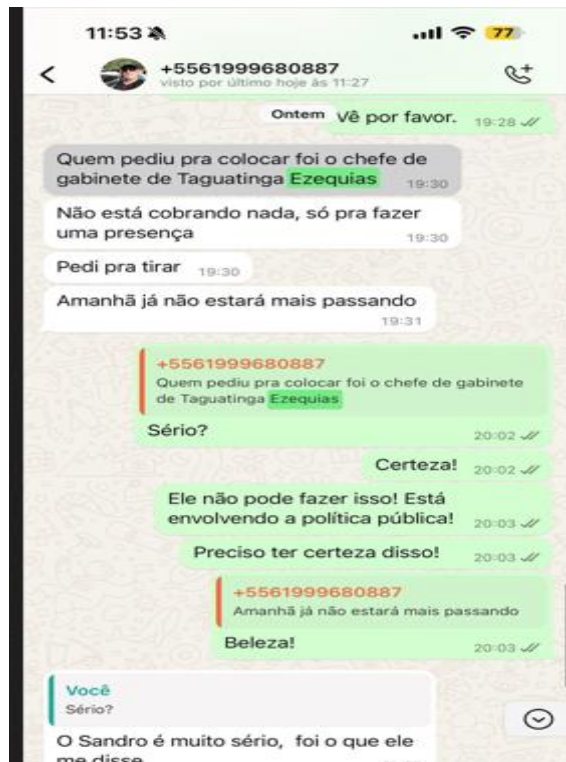 11:53
77
+5561999680887
visto por último hoje às 11:27
Ontem
Vê por favor. 19:28
Quem pediu pra colocar foi o chefe de
gabinete de Taguatinga Ezequias 19:30
Não está cobrando nada, só pra fazer
uma presença 19:30
Pedi pra tirar 19:30
Amanhã já não estará mais passando
19:31
+5561999680887
Quem pediu pra colocar foi o chefe de gabinete
de Taguatinga Ezequias
Sério? 20:02
Certeza! 20:02
Ele não pode fazer isso! Está
envolvendo a política pública! 20:03
Preciso ter certeza disso! 20:03
+5561999680887
Amanhã já não estará mais passando
Beleza! 20:03
Você
Sério?
O Sandro é muito sério, foi o que ele
me disse